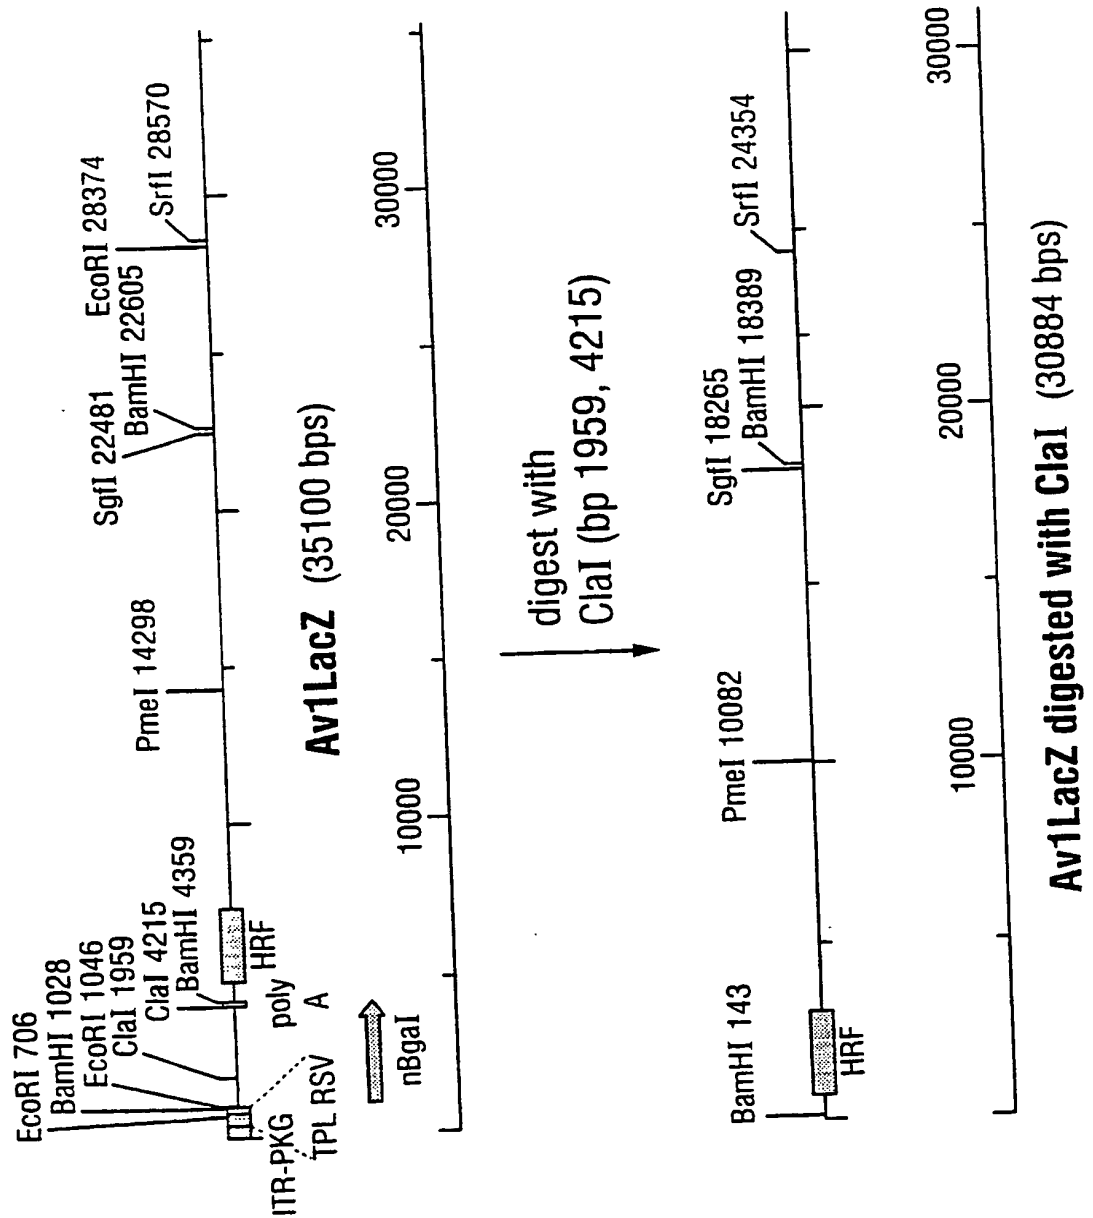 EcoRI 706
BamHI 1028
EcoRI 1046
ClaI 1959
ClaI 4215
BamHI 4359
PmeI 14298
SgfI 22481
BamHI 22605
EcoRI 28374
SrfI 28570
ITR-PKG
TPL RSV
poly
A
HRF
nBgaI
Av1LacZ (35100 bps)
10000
20000
30000
digest with
ClaI (bp 1959, 4215)
BamHI 143
PmeI 10082
SgfI 18265
BamHI 18389
SrfI 24354
HRF
10000
20000
30000
Av1LacZ digested with ClaI (30884 bps)